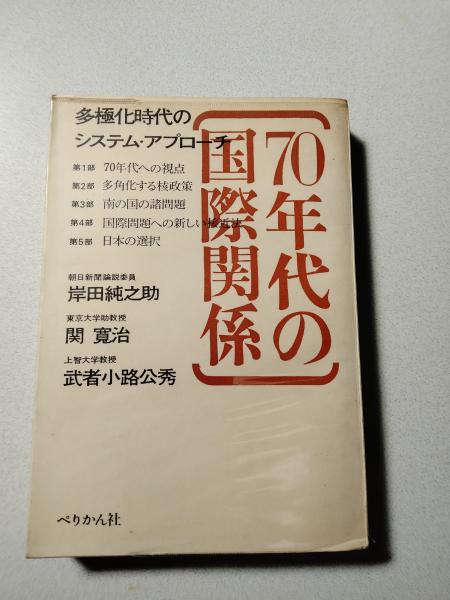 多極化時代の
システム・アプローチ
〔70年代の
国際関係〕
第1部 70年代への視点
第2部 多角化する核政策
第3部 南の国の諸問題
第4部 国際問題への新しい接近法
第5部 日本の選択
朝日新聞論説委員
岸田純之助
東京大学助教授
関 寛治
上智大学教授
武者小路公秀
ぺりかん社